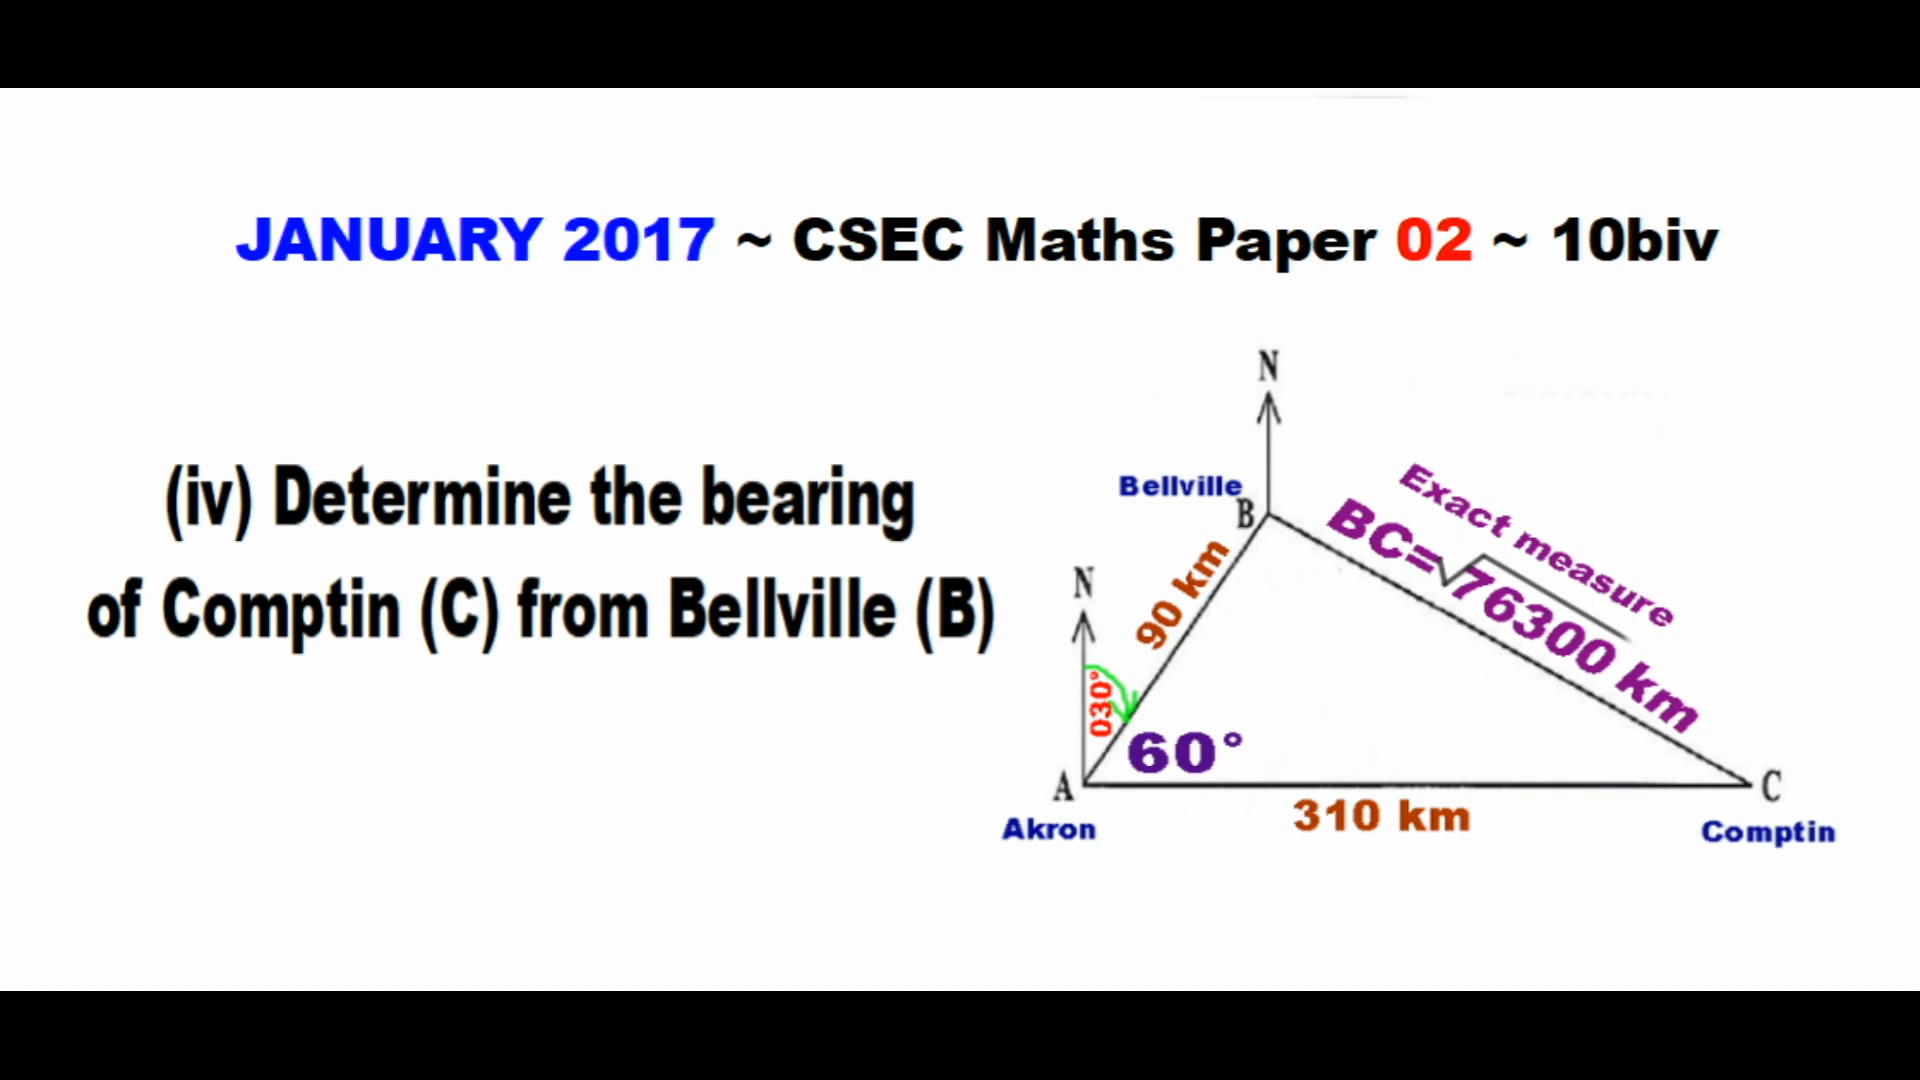 JANUARY 2017 ~ CSEC Maths Paper 02 ~ 10biv
(iv) Determine the bearing
of Comptin (C) from Bellville (B)
N
Bellville
B
Exact measure
BC=√76300 km
90 km
N
030°
60°
A
C
310 km
Akron
Comptin